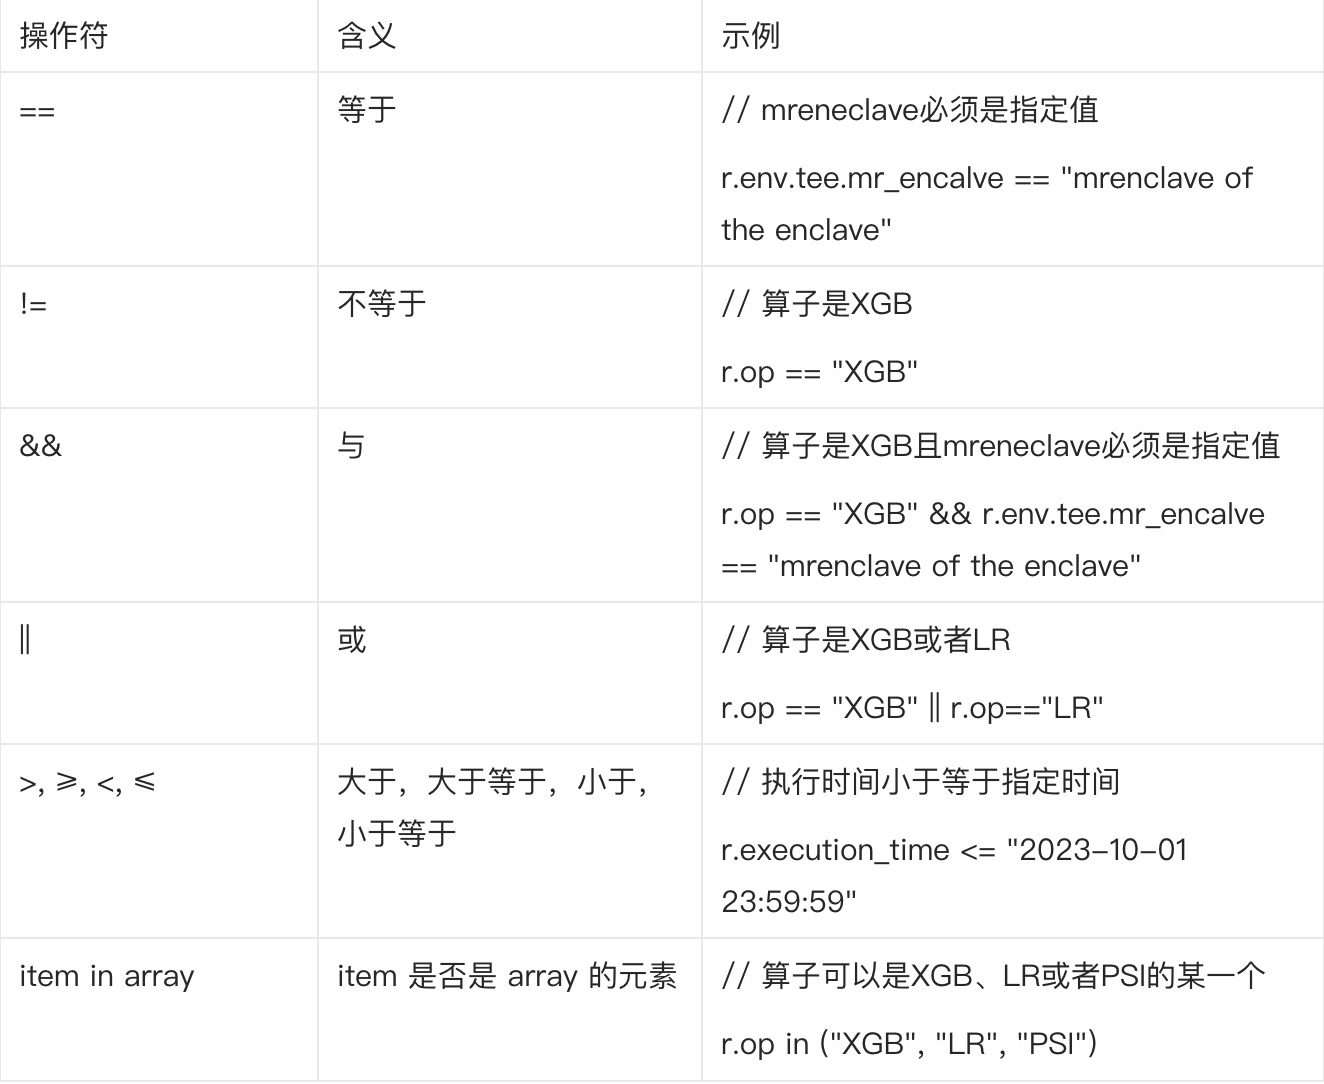 操作符
含义
示例
==
等于
// mreneclave必须是指定值
r.env.tee.mr_encalve == "mrenclave of
the enclave"
!=
不等于
// 算子是XGB
r.op == "XGB"
&&
与
// 算子是XGB且mreneclave必须是指定值
r.op == "XGB" && r.env.tee.mr_encalve
== "mrenclave of the enclave"
||
或
// 算子是XGB或者LR
r.op == "XGB" || r.op=="LR"
>, ≥, <, ≤
大于，大于等于，小于，
小于等于
// 执行时间小于等于指定时间
r.execution_time <= "2023-10-01
23:59:59"
item in array
item 是否是 array 的元素
// 算子可以是XGB、LR或者PSI的某一个
r.op in ("XGB", "LR", "PSI")